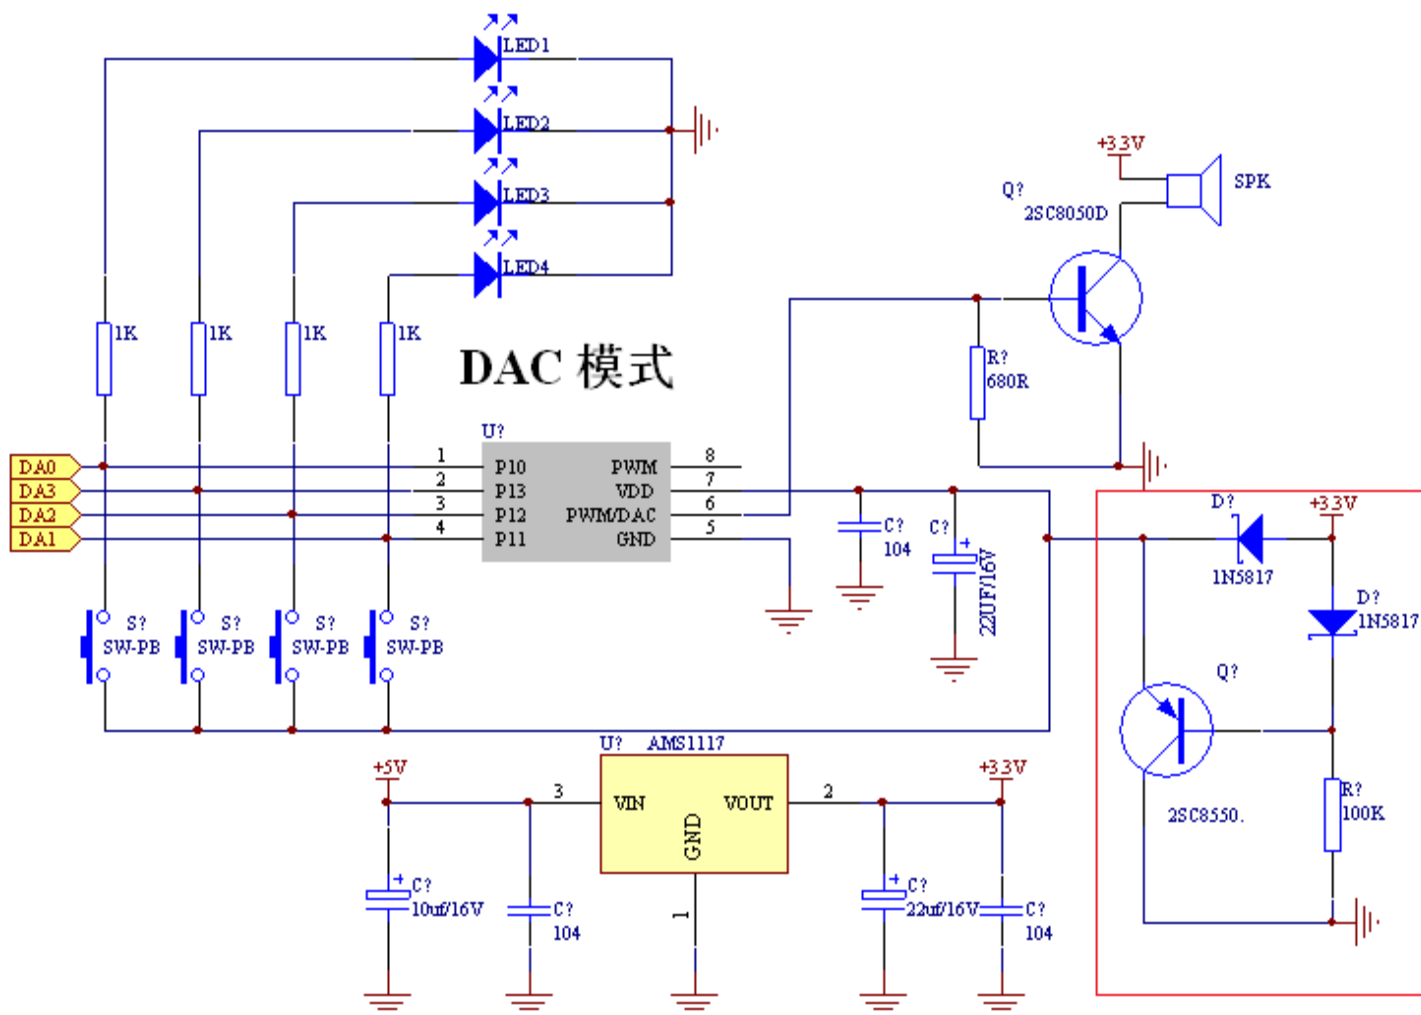 LED1
LED2
LED3
LED4
+3.3V
SPK
Q?
2SC8050D
1K
1K
1K
1K
DAC 模式
R?
680R
U?
DA0
DA3
DA2
DA1
1
2
3
4
P10
P13
P12
P11
PWM
VDD
PWM/DAC
GND
8
7
6
5
C?
104
C?
22UF/16V
D?
1N5817
+3.3V
D?
1N5817
S?
SW-PB
S?
SW-PB
S?
SW-PB
S?
SW-PB
Q?
2SC8550.
R?
100K
U?
AMS1117
+5V
3
VIN
VOUT
GND
2
1
+3.3V
C?
10uf/16V
C?
104
C?
22uf/16V
C?
104